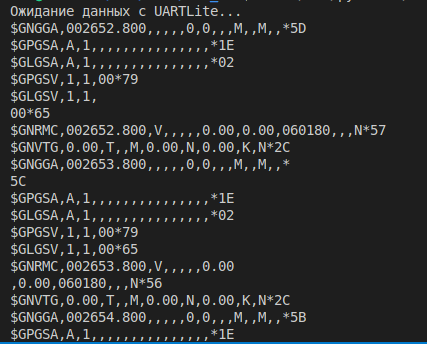 Ожидание данных с UARTLite...
$GNGGA,002652.800,,,,,0,0,,,M,,M,,*5D
$GPGSA,A,1,,,,,,,,,,,,,,,*1E
$GLGSA,A,1,,,,,,,,,,,,,,,*02
$GPGSV,1,1,00*79
$GLGSV,1,1,
00*65
$GNRMC,002652.800,V,,,,,0.00,0.00,060180,,,N*57
$GNVTG,0.00,T,,M,0.00,N,0.00,K,N*2C
$GNGGA,002653.800,,,,,0,0,,,M,,M,,*
5C
$GPGSA,A,1,,,,,,,,,,,,,,,*1E
$GLGSA,A,1,,,,,,,,,,,,,,,*02
$GPGSV,1,1,00*79
$GLGSV,1,1,00*65
$GNRMC,002653.800,V,,,,,0.00
,0.00,060180,,,N*56
$GNVTG,0.00,T,,M,0.00,N,0.00,K,N*2C
$GNGGA,002654.800,,,,,0,0,,,M,,M,,*5B
$GPGSA,A,1,,,,,,,,,,,,,,,*1E